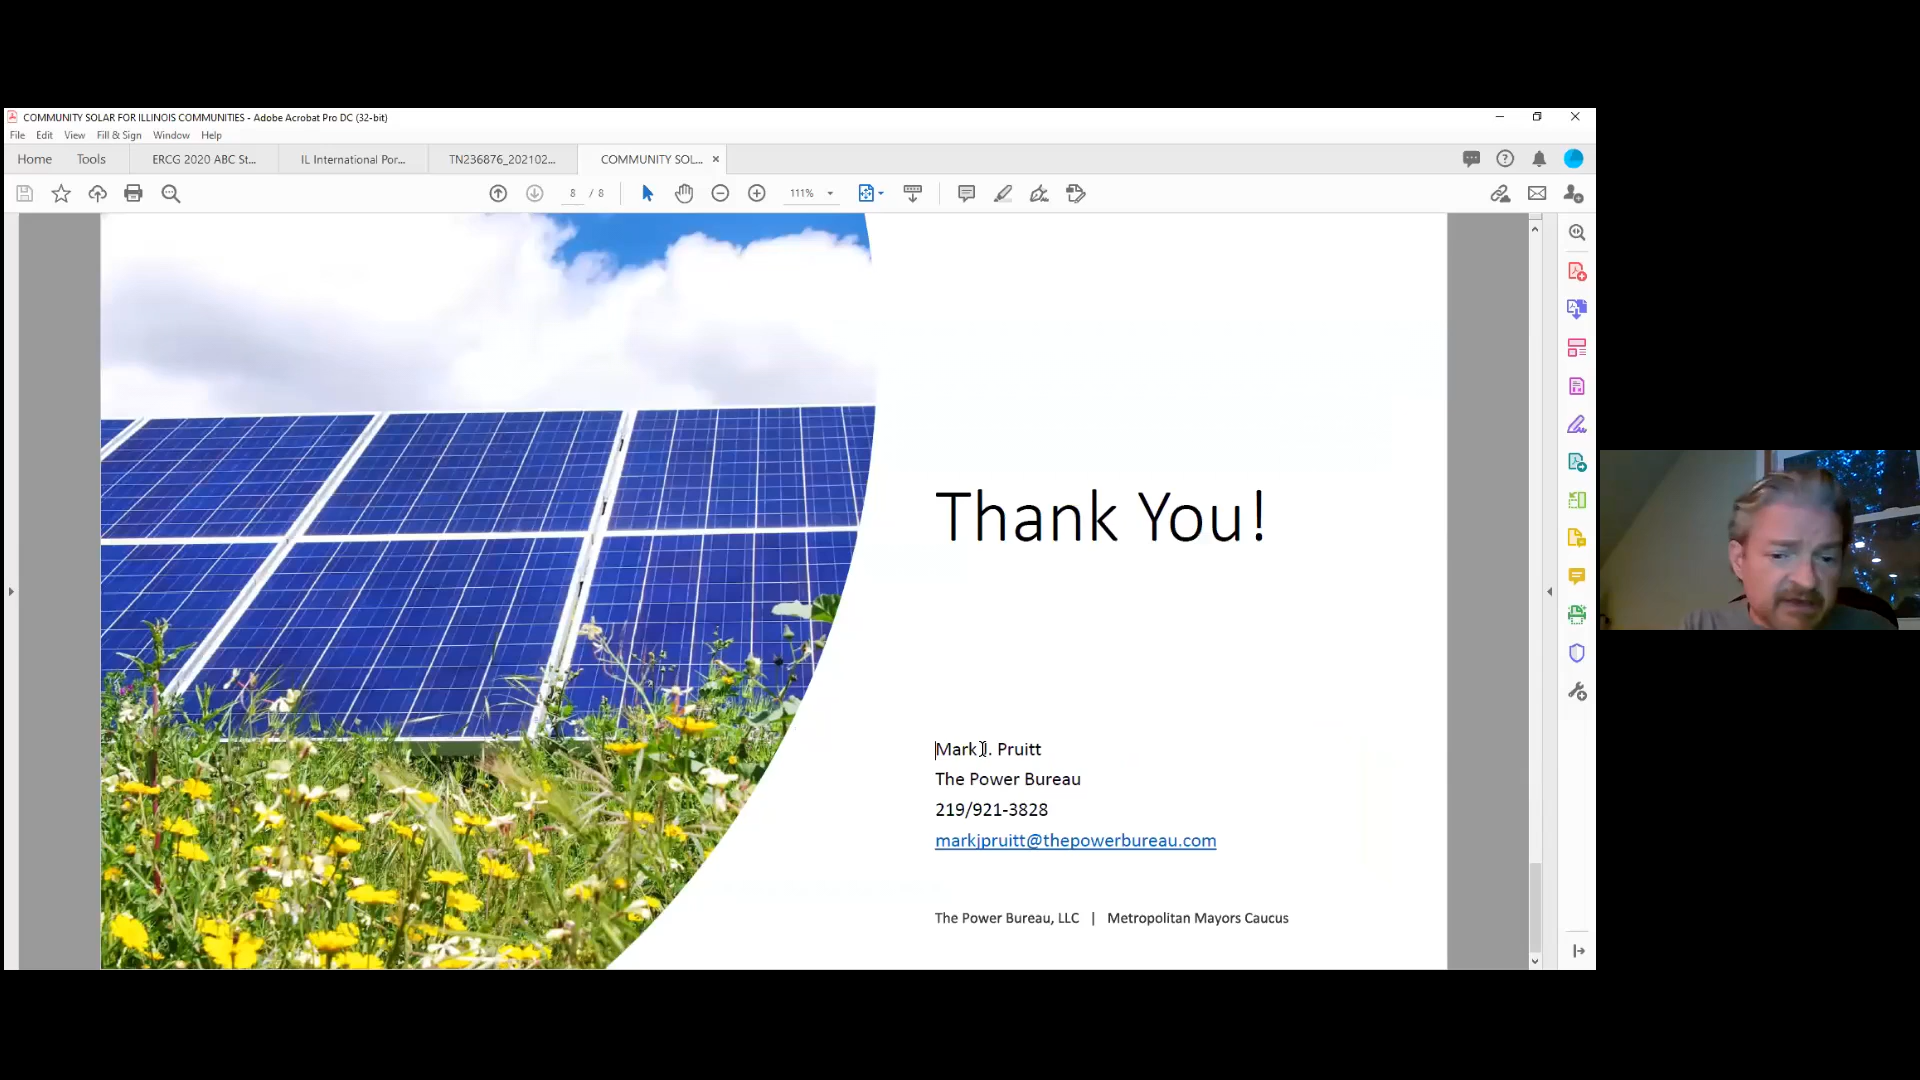 COMMUNITY SOLAR FOR ILLINOIS COMMUNITIES - Adobe Acrobat Pro DC (32-bit)
File Edit View Fill & Sign Window Help
Home Tools ERCG 2020 ABC St... IL International Por... TN236876_202102... COMMUNITY SOL... ×
8 / 8 111%
Thank You!
Mark J. Pruitt
The Power Bureau
219/921-3828
markjpruitt@thepowerbureau.com
The Power Bureau, LLC | Metropolitan Mayors Caucus